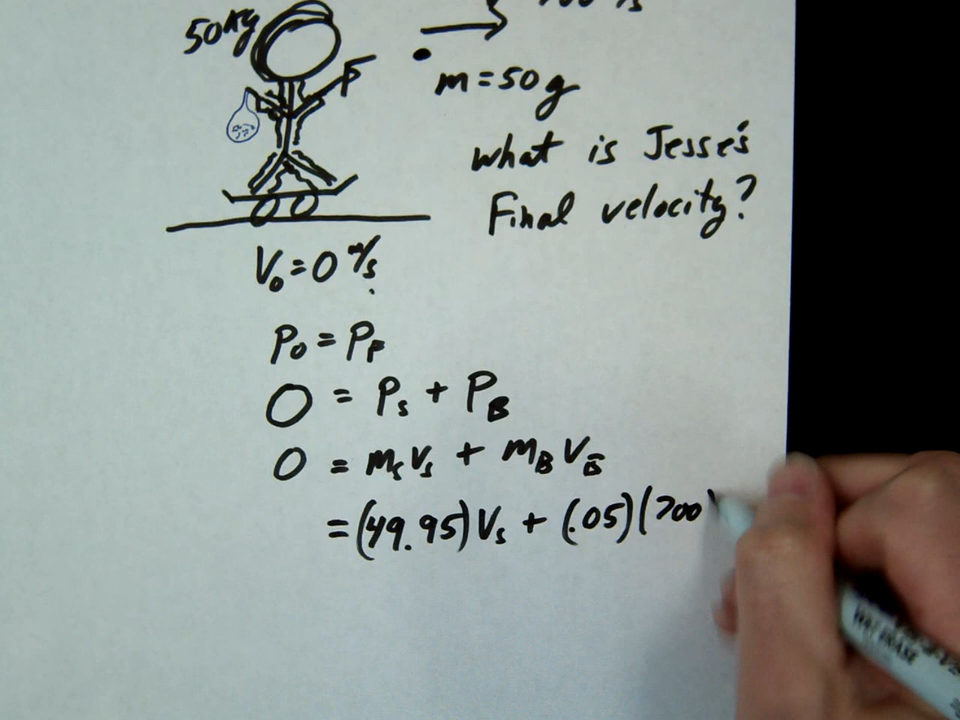 50kg
m = 50 g
what is Jesse's
Final velocity?
V₀ = 0 m/s
P₀ = P_F
0 = P_S + P_B
0 = m_S V_S + m_B V_B
= (49.95) V_S + (.05)(700)